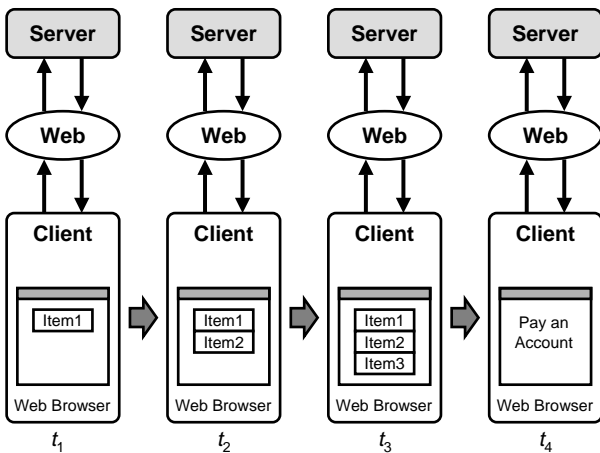 Server Server Server Server
Web Web Web Web
Client Client Client Client
Item1 Item1 Item1 Pay an
Item2 Item2 Account
Item3
Web Browser Web Browser Web Browser Web Browser
t1 t2 t3 t4